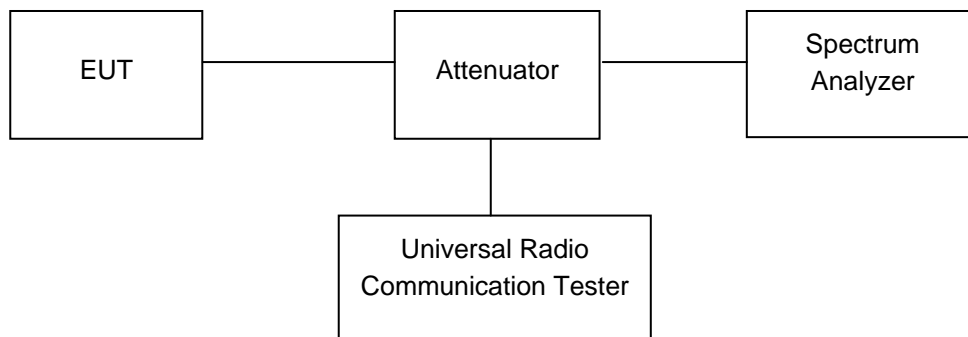 EUT
Attenuator
Spectrum
Analyzer
Universal Radio
Communication Tester